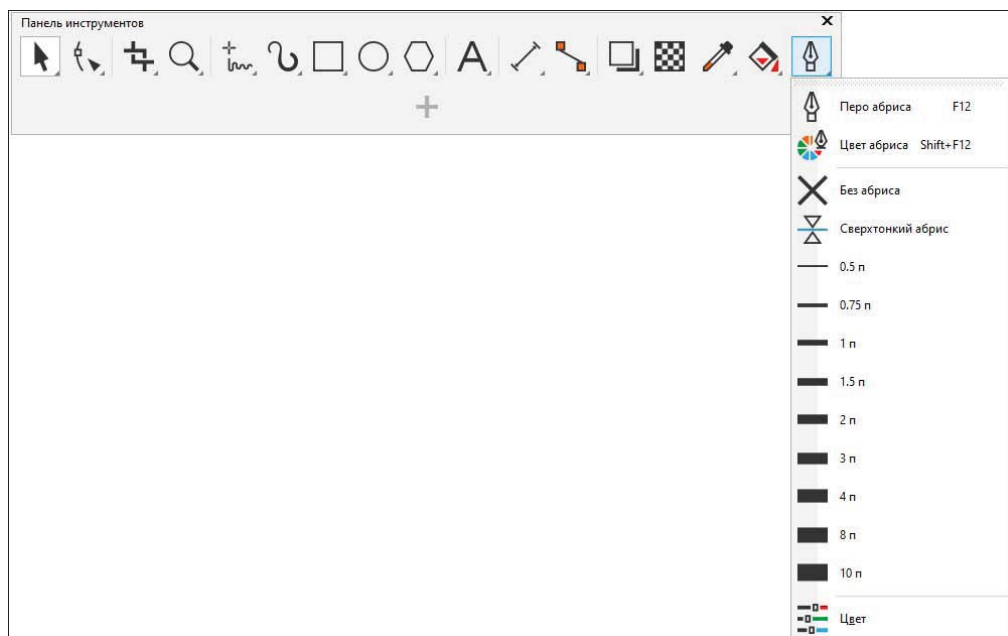 Панель инструментов
Перо абриса F12
Цвет абриса Shift+F12
Без абриса
Сверхтонкий абрис
0.5 п
0.75 п
1 п
1.5 п
2 п
3 п
4 п
8 п
10 п
Цвет